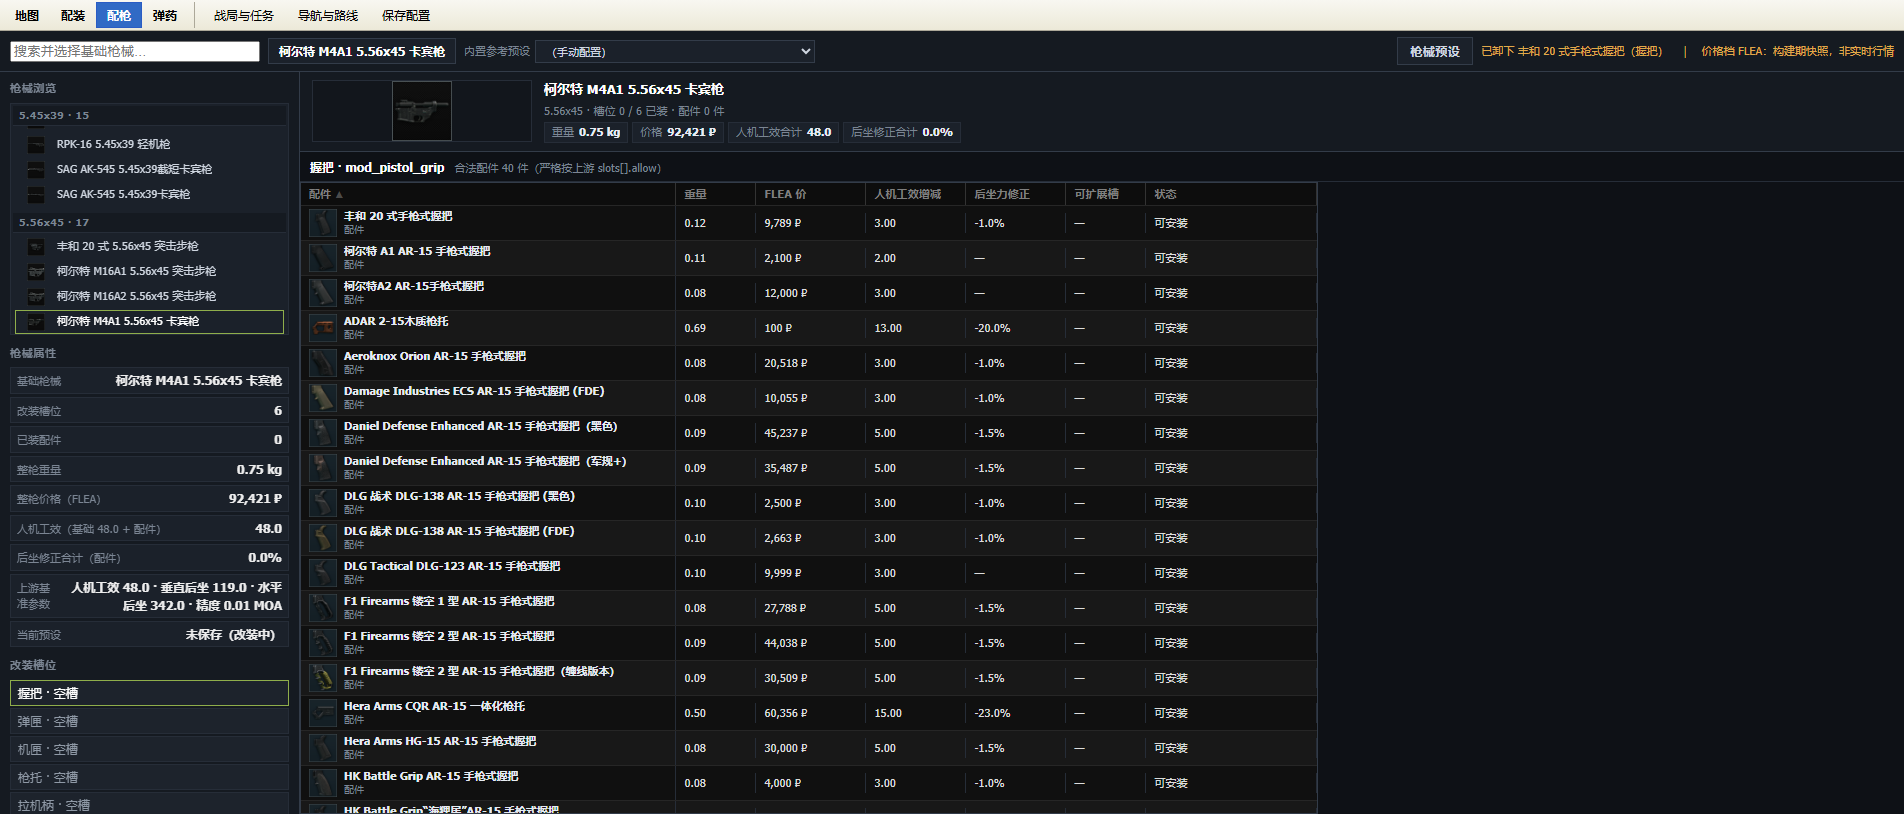 地图 配装 配枪 弹药 战局与任务 导航与路线 保存配置
搜索并选择基础枪械... 柯尔特 M4A1 5.56x45 卡宾枪 内置参考预设 (手动配置) 枪械预设 已卸下 丰和 20 式手枪式握把（握把） | 价格档 FLEA：构建期快照，非实时行情
枪械浏览
5.45x39 · 15
RPK-16 5.45x39 轻机枪
SAG AK-545 5.45x39截短卡宾枪
SAG AK-545 5.45x39卡宾枪
5.56x45 · 17
丰和 20 式 5.56x45 突击步枪
柯尔特 M16A1 5.56x45 突击步枪
柯尔特 M16A2 5.56x45 突击步枪
柯尔特 M4A1 5.56x45 卡宾枪
枪械属性
基础枪械 柯尔特 M4A1 5.56x45 卡宾枪
改装槽位 6
已装配件 0
整枪重量 0.75 kg
整枪价格（FLEA） 92,421 ₽
人机工效（基础 48.0 + 配件） 48.0
后坐修正合计（配件） 0.0%
上游基准参数 人机工效 48.0 · 垂直后坐 119.0 · 水平
后坐 342.0 · 精度 0.01 MOA
当前预设 未保存（改装中）
改装槽位
握把 · 空槽
弹匣 · 空槽
机匣 · 空槽
枪托 · 空槽
拉机柄 · 空槽
柯尔特 M4A1 5.56x45 卡宾枪
5.56x45 · 槽位 0 / 6 已装 · 配件 0 件
重量 0.75 kg 价格 92,421 ₽ 人机工效合计 48.0 后坐修正合计 0.0%
握把 · mod_pistol_grip 合法配件 40 件（严格按上游 slots[].allow）
配件 ▲ 重量 FLEA 价 人机工效增减 后坐力修正 可扩展槽 状态
丰和 20 式手枪式握把
配件 0.12 9,789 ₽ 3.00 -1.0% — 可安装
柯尔特 A1 AR-15 手枪式握把
配件 0.11 2,100 ₽ 2.00 — — 可安装
柯尔特A2 AR-15手枪式握把
配件 0.08 12,000 ₽ 3.00 — — 可安装
ADAR 2-15木质枪托
配件 0.69 100 ₽ 13.00 -20.0% — 可安装
Aeroknox Orion AR-15 手枪式握把
配件 0.08 20,518 ₽ 3.00 -1.0% — 可安装
Damage Industries ECS AR-15 手枪式握把 (FDE)
配件 0.08 10,055 ₽ 3.00 -1.0% — 可安装
Daniel Defense Enhanced AR-15 手枪式握把（黑色）
配件 0.09 45,237 ₽ 5.00 -1.5% — 可安装
Daniel Defense Enhanced AR-15 手枪式握把（军规+）
配件 0.09 35,487 ₽ 5.00 -1.5% — 可安装
DLG 战术 DLG-138 AR-15 手枪式握把 (黑色)
配件 0.10 2,500 ₽ 3.00 -1.0% — 可安装
DLG 战术 DLG-138 AR-15 手枪式握把 (FDE)
配件 0.10 2,663 ₽ 3.00 -1.0% — 可安装
DLG Tactical DLG-123 AR-15 手枪式握把
配件 0.10 9,999 ₽ 3.00 — — 可安装
F1 Firearms 镂空 1 型 AR-15 手枪式握把
配件 0.08 27,788 ₽ 5.00 -1.5% — 可安装
F1 Firearms 镂空 2 型 AR-15 手枪式握把
配件 0.09 44,038 ₽ 5.00 -1.5% — 可安装
F1 Firearms 镂空 2 型 AR-15 手枪式握把（缠线版本）
配件 0.09 30,509 ₽ 5.00 -1.5% — 可安装
Hera Arms CQR AR-15 一体化枪托
配件 0.50 60,356 ₽ 15.00 -23.0% — 可安装
Hera Arms HG-15 AR-15 手枪式握把
配件 0.08 30,000 ₽ 5.00 -1.5% — 可安装
HK Battle Grip AR-15 手枪式握把
配件 0.08 4,000 ₽ 3.00 -1.0% — 可安装
HK Battle Grip“海狸尾”AR-15 手枪式握把